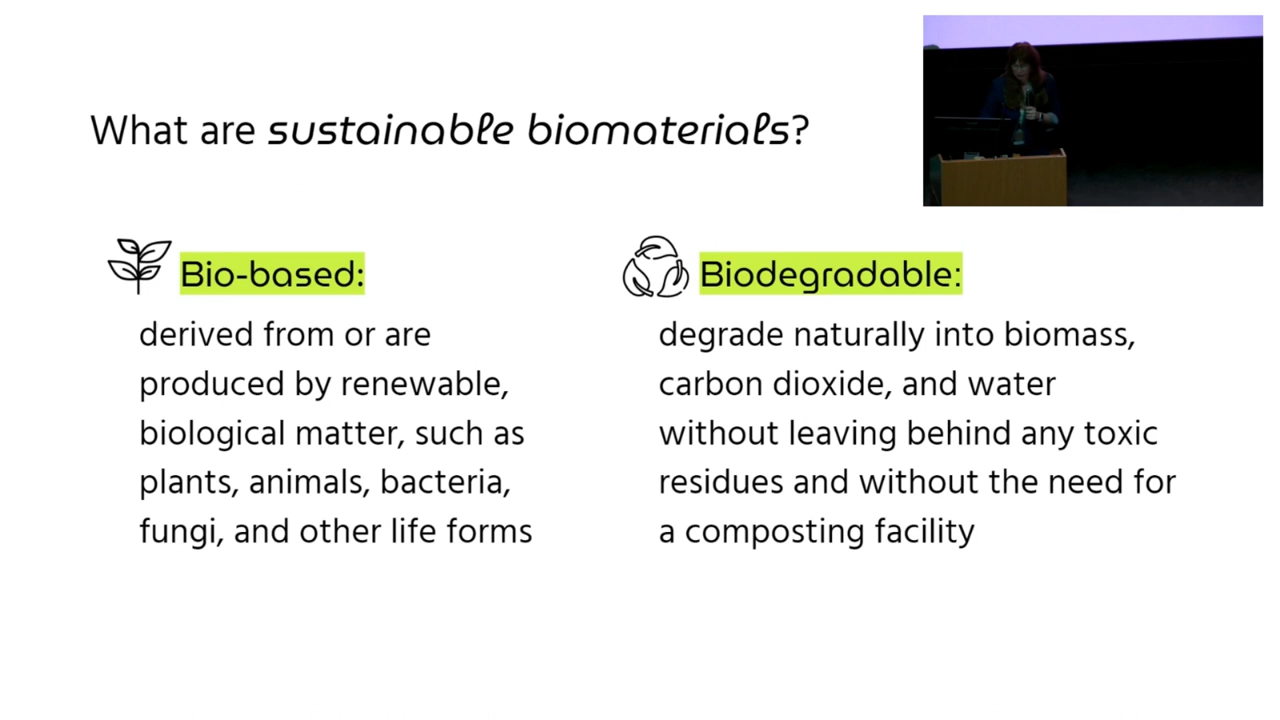 What are sustainable biomaterials?
Bio-based:
derived from or are
produced by renewable,
biological matter, such as
plants, animals, bacteria,
fungi, and other life forms
Biodegradable:
degrade naturally into biomass,
carbon dioxide, and water
without leaving behind any toxic
residues and without the need for
a composting facility